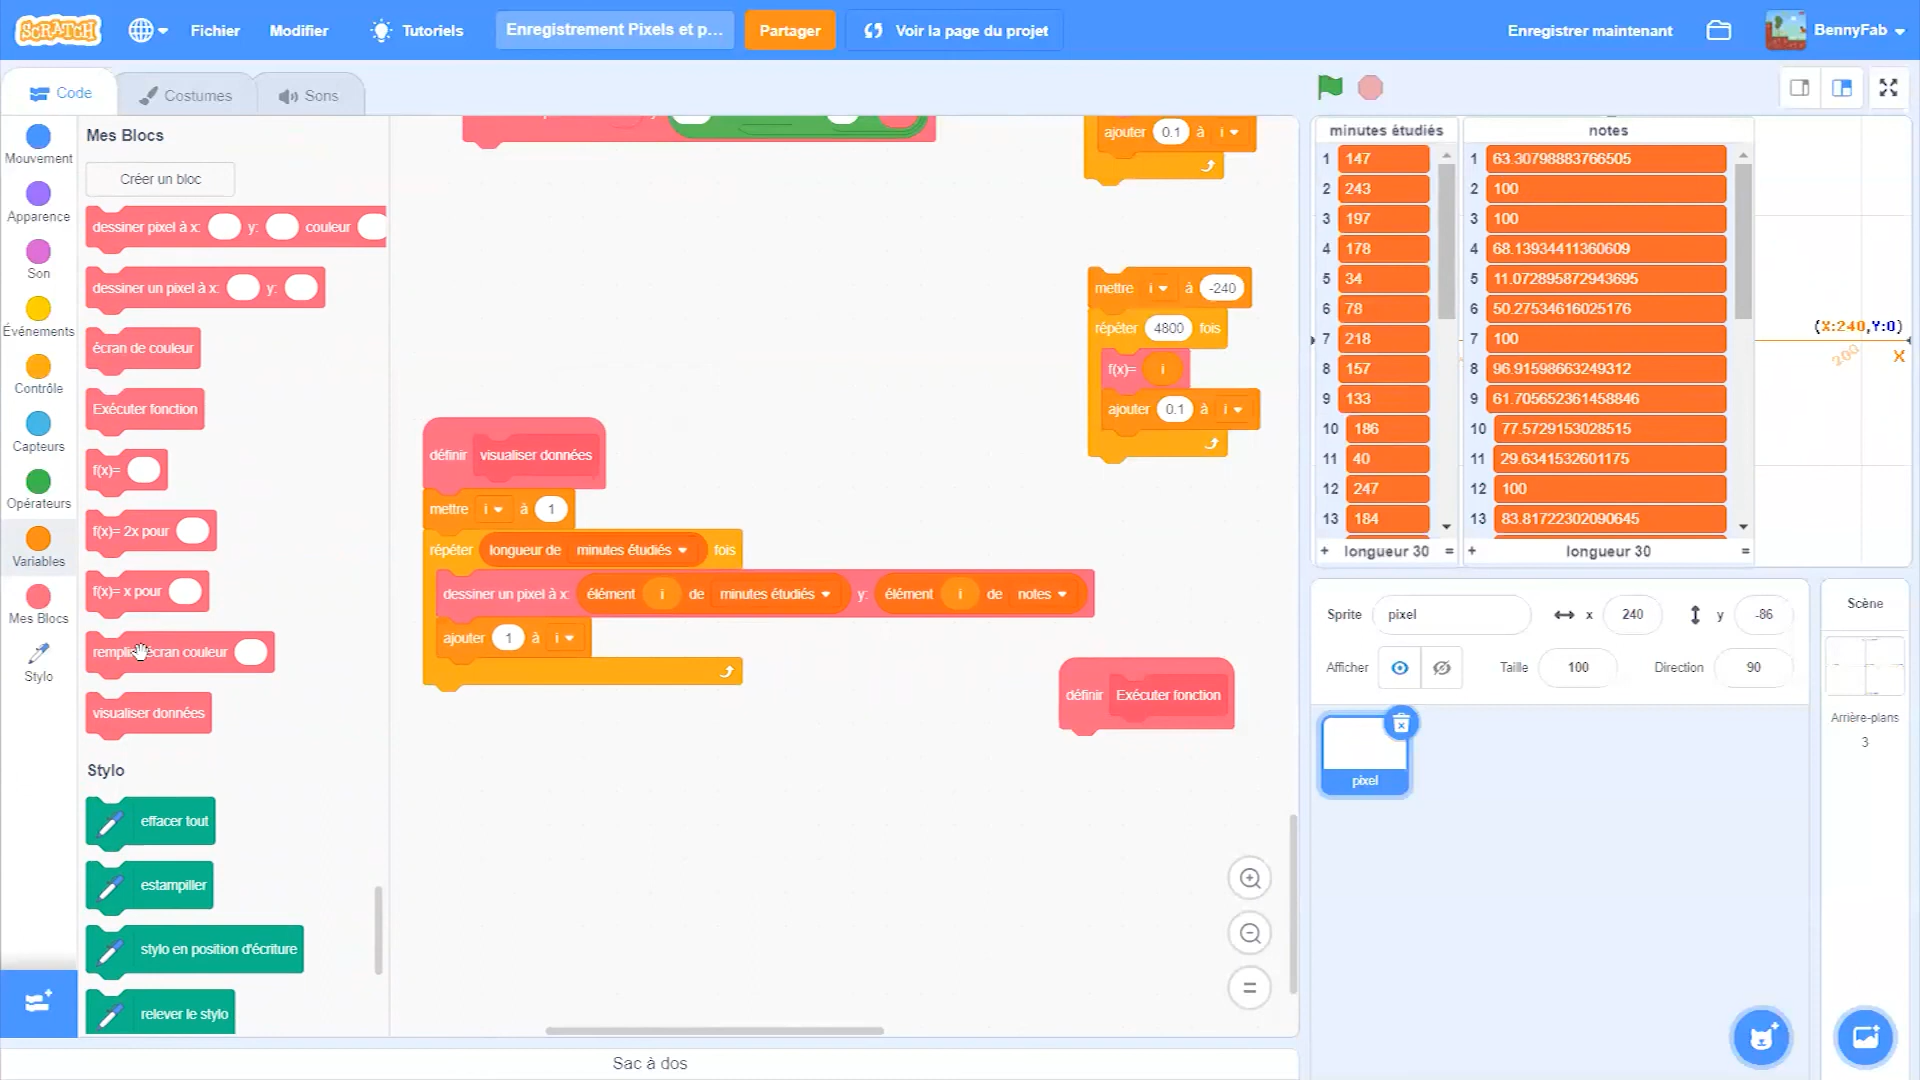 SCRATCH
Fichier
Modifier
Tutoriels
Enregistrement Pixels et p...
Partager
Voir la page du projet
Enregistrer maintenant
BennyFab
Code
Costumes
Sons
Mouvement
Apparence
Son
Événements
Contrôle
Capteurs
Opérateurs
Variables
Mes Blocs
Stylo
Mes Blocs
Créer un bloc
dessiner pixel à x: y: couleur
dessiner un pixel à x: y:
écran de couleur
Exécuter fonction
f(x)=
f(x)= 2x pour
f(x)= x pour
écran couleur
visualiser données
Stylo
effacer tout
estampiller
stylo en position d'écriture
relever le stylo
ajouter 0.1 à i
mettre i à -240
répéter 4800 fois
f(x)= i
ajouter 0.1 à i
définir visualiser données
mettre i à 1
répéter longueur de minutes étudiés fois
dessiner un pixel à x: élément i de minutes étudiés y: élément i de notes
ajouter 1 à i
définir Exécuter fonction
Sac à dos
minutes étudiés
1 147
2 243
3 197
4 178
5 34
6 78
7 218
8 157
9 133
10 186
11 40
12 247
13 184
+ longueur 30 =
notes
1 63.30798883766505
2 100
3 100
4 68.13934411360609
5 11.072895872943695
6 50.27534616025176
7 100
8 96.91598663249312
9 61.705652361458846
10 77.5729153028515
11 29.6341532601175
12 100
13 83.81722302090645
+ longueur 30 =
(X:240,Y:0)
200
X
Sprite pixel x 240 y -86
Afficher Taille 100 Direction 90
pixel
Scène
Arrière-plans
3